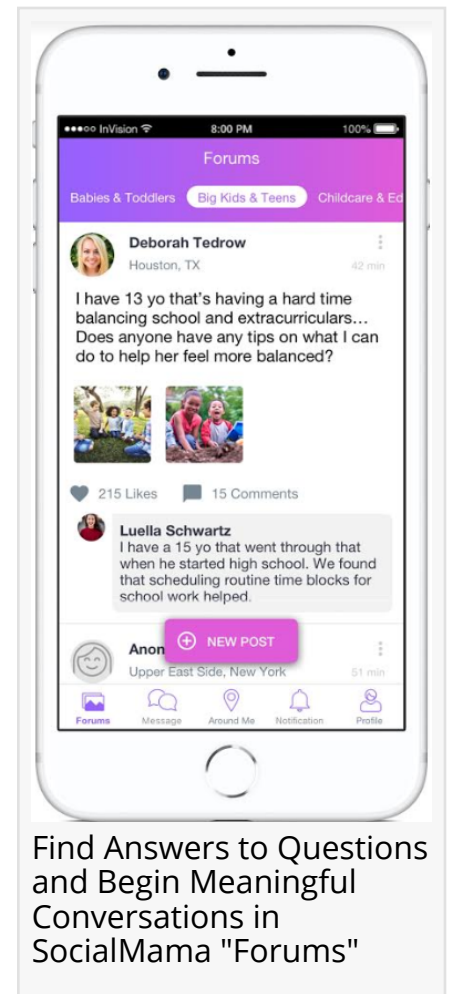 InVision 8:00 PM 100%
Forums
Babies & Toddlers Big Kids & Teens Childcare & Ed
Deborah Tedrow
Houston, TX 42 min
I have 13 yo that's having a hard time
balancing school and extracurriculars...
Does anyone have any tips on what I can
do to help her feel more balanced?
215 Likes 15 Comments
Luella Schwartz
I have a 15 yo that went through that
when he started high school. We found
that scheduling routine time blocks for
school work helped.
NEW POST
Anon
Upper East Side, New York 51 min
Forums Message Around Me Notification Profile
Find Answers to Questions
and Begin Meaningful
Conversations in
SocialMama "Forums"